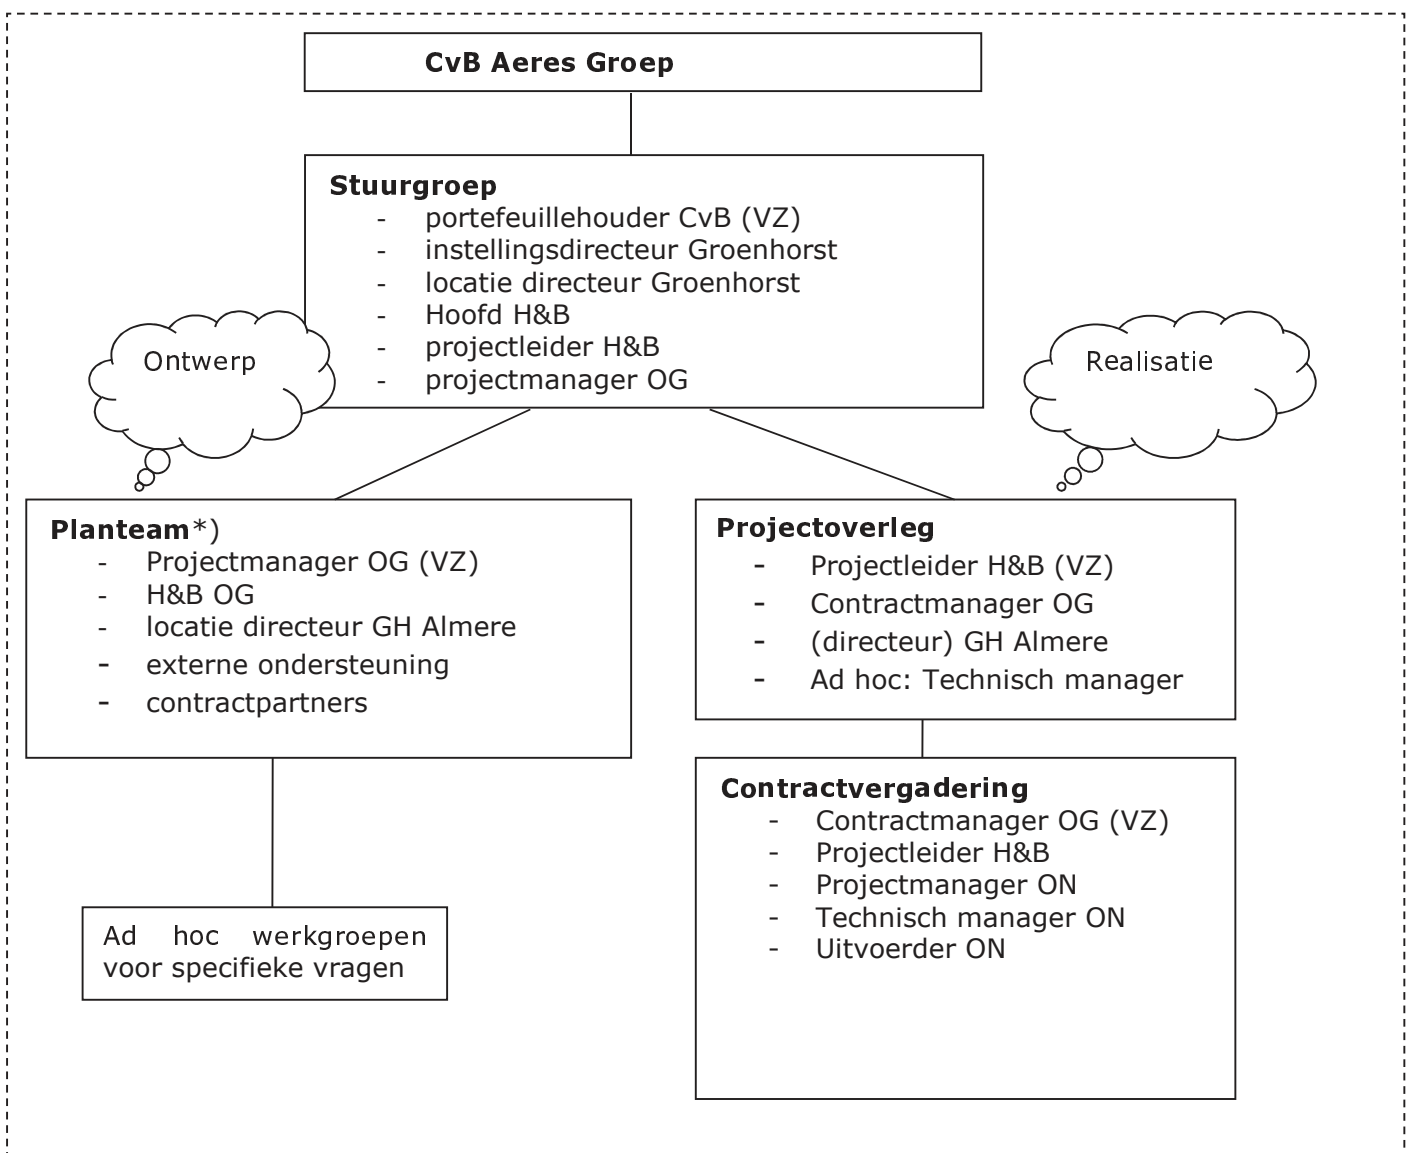 CvB Aeres Groep
Stuurgroep
- portefeuillehouder CvB (VZ)
- instellingsdirecteur Groenhorst
- locatie directeur Groenhorst
- Hoofd H&B
- projectleider H&B
- projectmanager OG
Ontwerp
Realisatie
Planteam*)
- Projectmanager OG (VZ)
- H&B OG
- locatie directeur GH Almere
- externe ondersteuning
- contractpartners
Projectoverleg
- Projectleider H&B (VZ)
- Contractmanager OG
- (directeur) GH Almere
- Ad hoc: Technisch manager
Contractvergadering
- Contractmanager OG (VZ)
- Projectleider H&B
- Projectmanager ON
- Technisch manager ON
- Uitvoerder ON
Ad hoc werkgroepen
voor specifieke vragen